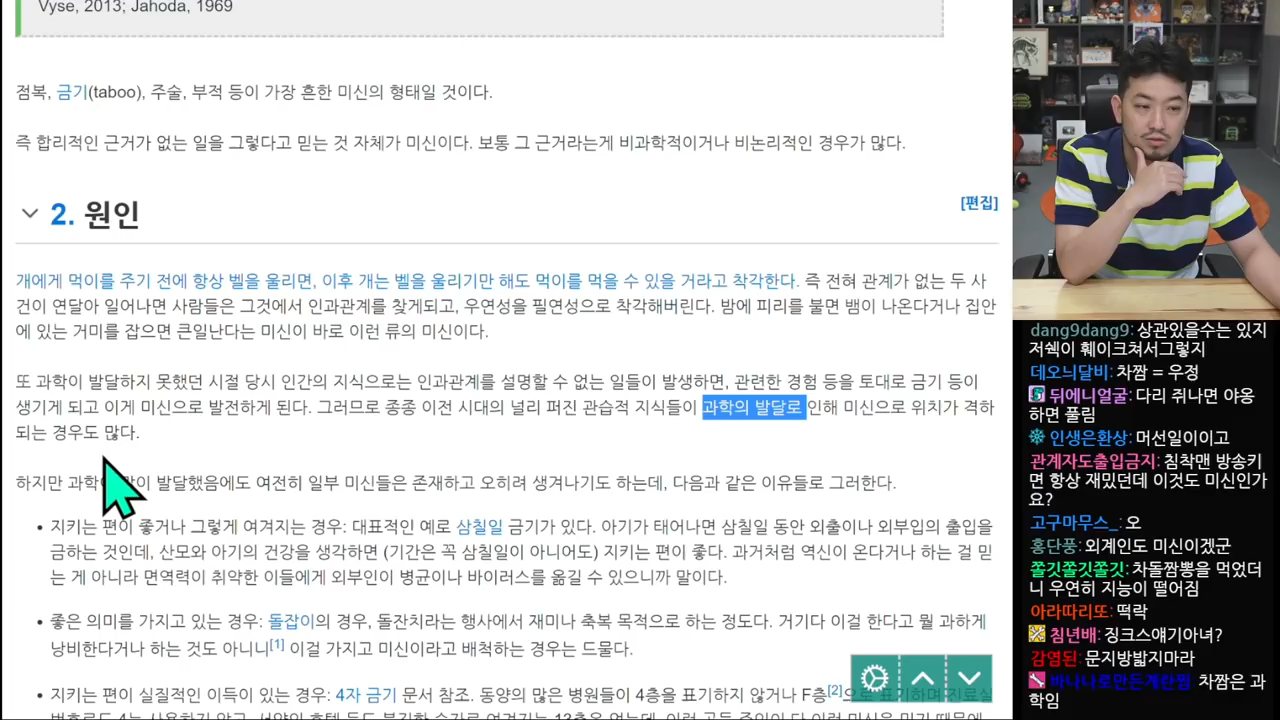 Vyse, 2013; Jahoda, 1969
점복, 금기(taboo), 주술, 부적 등이 가장 흔한 미신의 형태일 것이다.
즉 합리적인 근거가 없는 일을 그렇다고 믿는 것 자체가 미신이다. 보통 그 근거라는게 비과학적이거나 비논리적인 경우가 많다.
2. 원인
[편집]
개에게 먹이를 주기 전에 항상 벨을 울리면, 이후 개는 벨을 울리기만 해도 먹이를 먹을 수 있을 거라고 착각한다. 즉 전혀 관계가 없는 두 사
건이 연달아 일어나면 사람들은 그것에서 인과관계를 찾게되고, 우연성을 필연성으로 착각해버린다. 밤에 피리를 불면 뱀이 나온다거나 집안
에 있는 거미를 잡으면 큰일난다는 미신이 바로 이런 류의 미신이다.
또 과학이 발달하지 못했던 시절 당시 인간의 지식으로는 인과관계를 설명할 수 없는 일들이 발생하면, 관련한 경험 등을 토대로 금기 등이
생기게 되고 이게 미신으로 발전하게 된다. 그러므로 종종 이전 시대의 널리 퍼진 관습적 지식들이 과학의 발달로 인해 미신으로 위치가 격하
되는 경우도 많다.
하지만 과학이 발달했음에도 여전히 일부 미신들은 존재하고 오히려 생겨나기도 하는데, 다음과 같은 이유들로 그러한다.
• 지키는 편이 좋거나 그렇게 여겨지는 경우: 대표적인 예로 삼칠일 금기가 있다. 아기가 태어나면 삼칠일 동안 외출이나 외부입의 출입을
금하는 것인데, 산모와 아기의 건강을 생각하면 (기간은 꼭 삼칠일이 아니어도) 지키는 편이 좋다. 과거처럼 역신이 온다거나 하는 걸 믿
는 게 아니라 면역력이 취약한 이들에게 외부인이 병균이나 바이러스를 옮길 수 있으니까 말이다.
• 좋은 의미를 가지고 있는 경우: 돌잡이의 경우, 돌잔치라는 행사에서 재미나 축복 목적으로 하는 정도다. 거기다 이걸 한다고 뭘 과하게
낭비한다거나 하는 것도 아니니[1] 이걸 가지고 미신이라고 배척하는 경우는 드물다.
• 지키는 편이 실질적인 이득이 있는 경우: 4자 금기 문서 참조. 동양의 많은 병원들이 4층을 표기하지 않거나 F층[2]으로 표기하며 진료실
dang9dang9: 상관있을수는 있지
저쉑이 훼이크쳐서그렇지
데오늬달비: 차짬 = 우정
뒤에니얼굴: 다리 쥐나면 야옹
하면 풀림
인생은환상: 머선일이이고
관계자도출입금지: 침착맨 방송키
면 항상 재밌던데 이것도 미신인가
요?
고구마무스_: 오
홍단풍: 외계인도 미신이겠군
쫄깃쫄깃쫄깃: 차돌짬뽕을 먹었더
니 우연히 지능이 떨어짐
아라따리또: 떡락
침년배: 징크스얘기아녀?
감염된: 문지방밟지마라
바나나로만든계란찜: 차짬은 과
학임